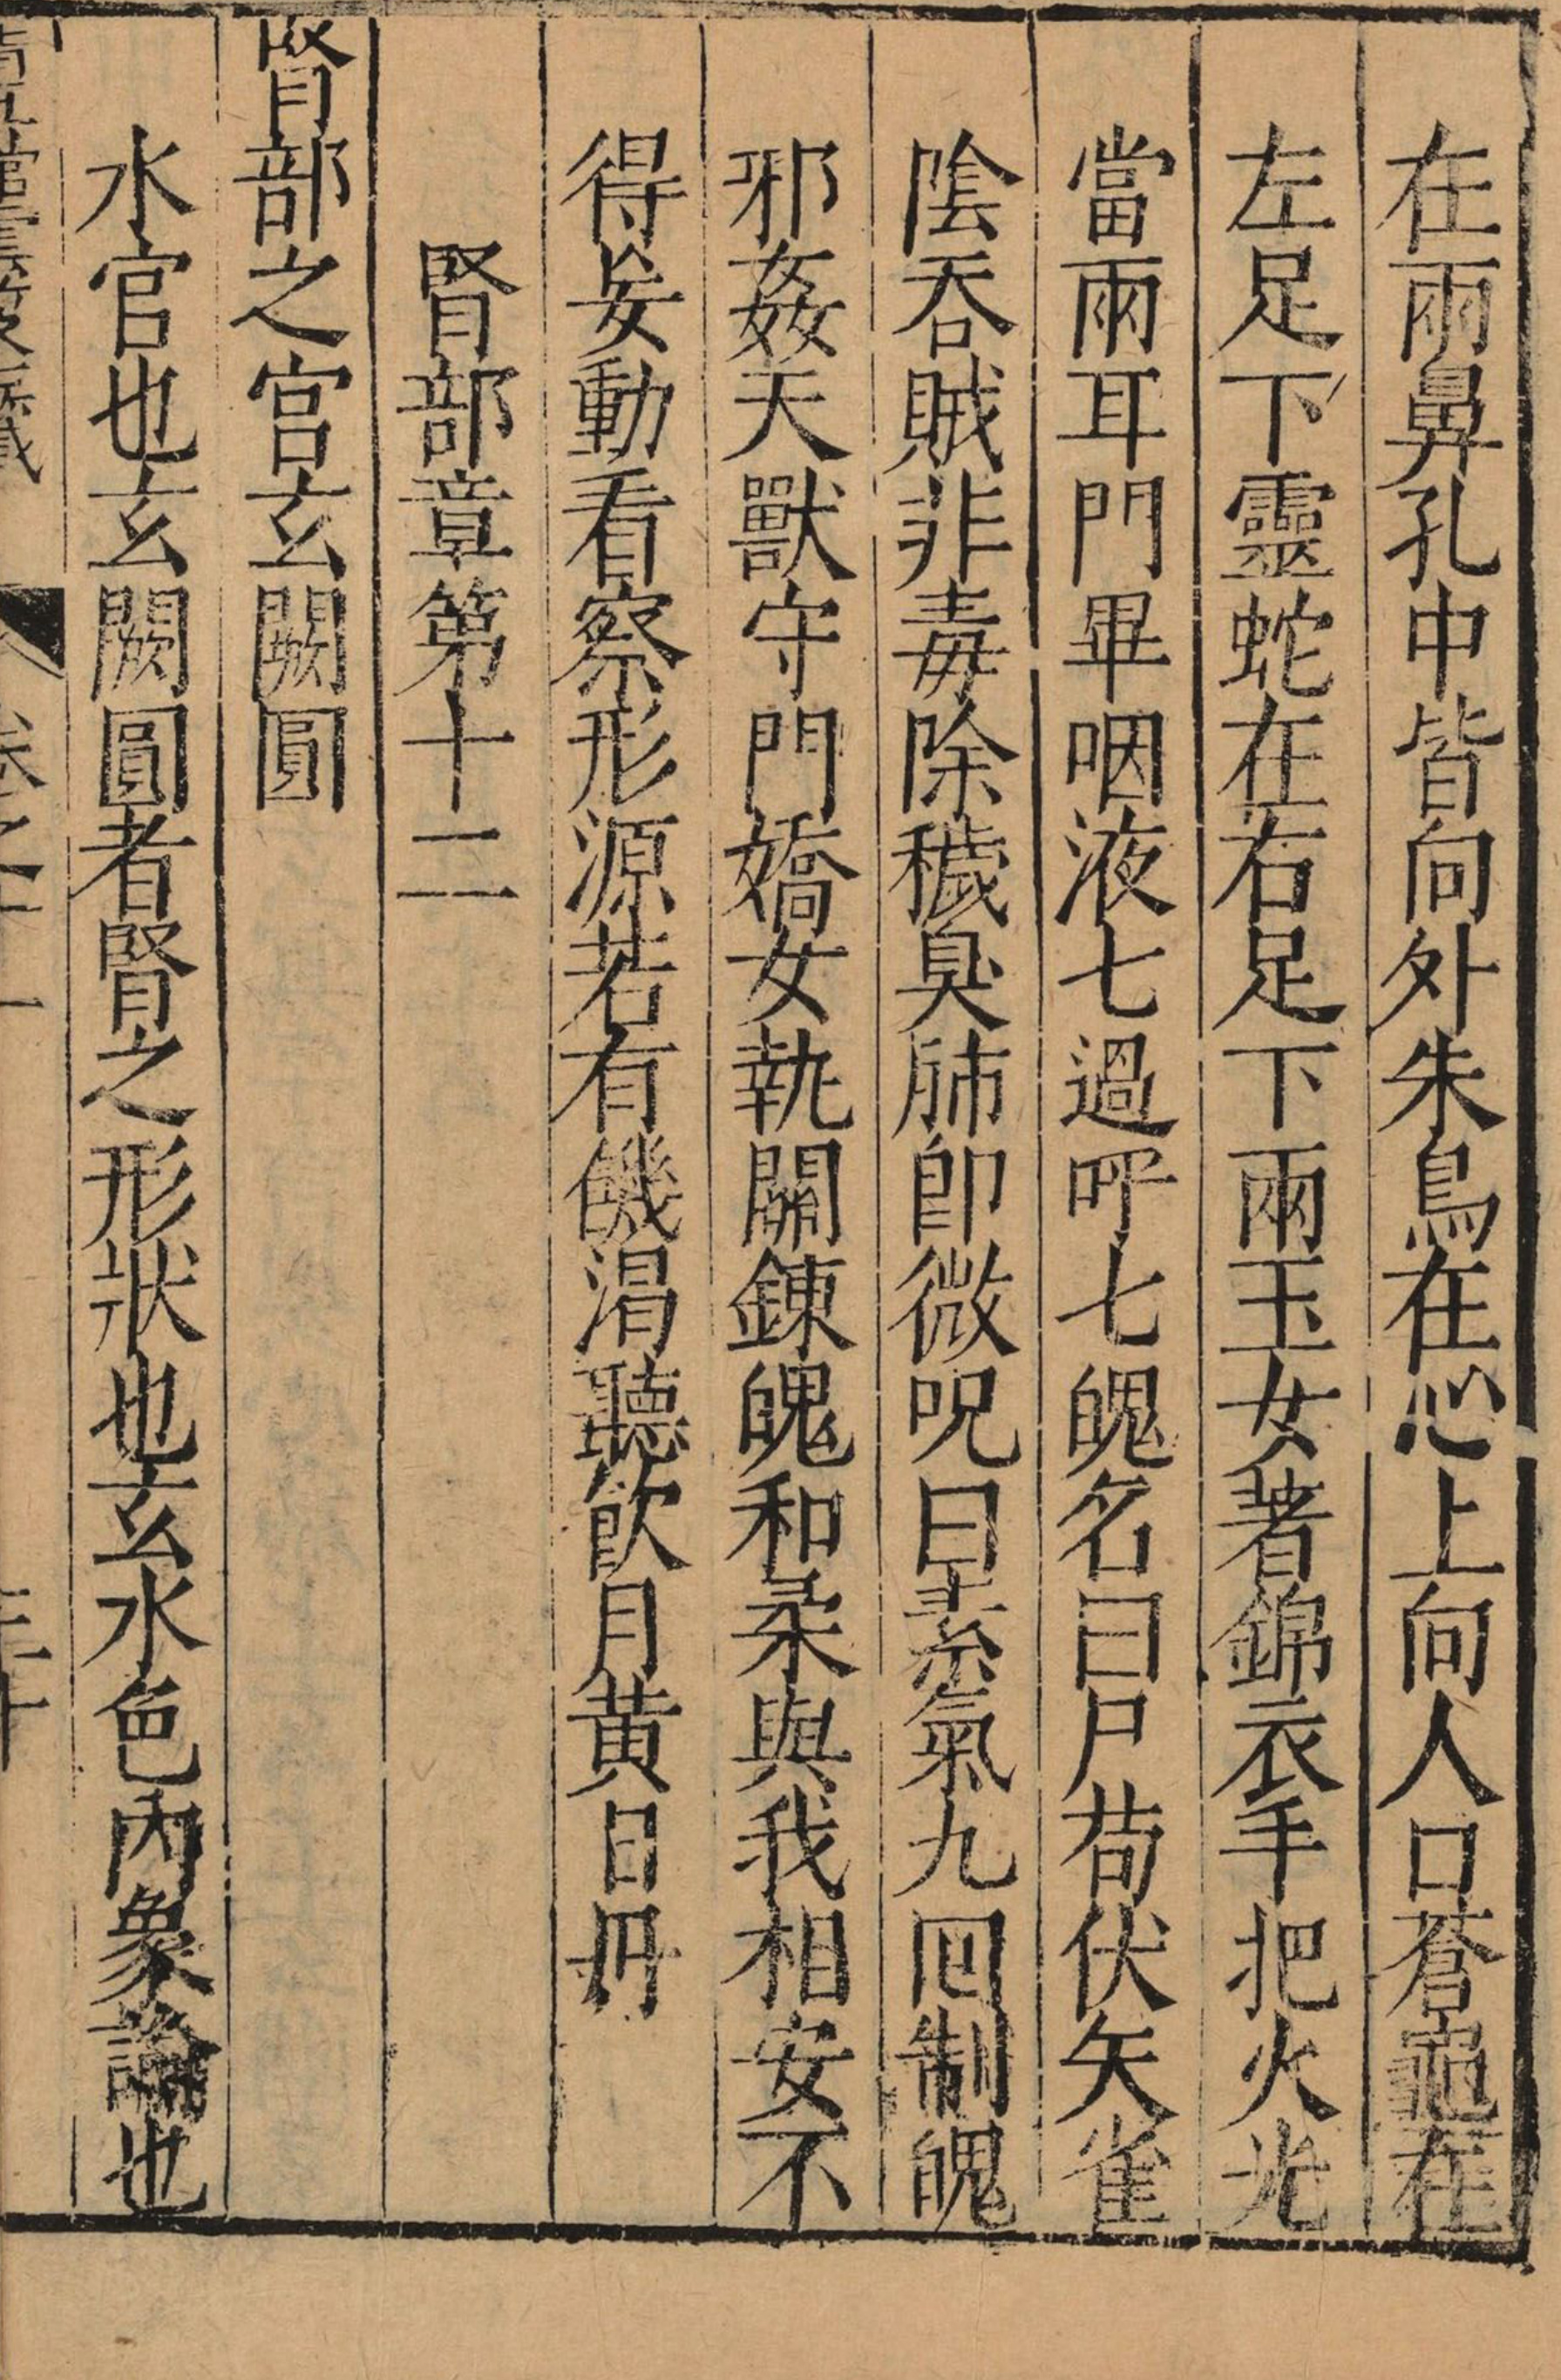 在兩鼻孔中皆向外朱鳥在心上向人口蒼龜在
左足下靈蛇在右足下兩玉女著錦衣手把火光
當兩耳門畢咽液七過呼七魄名曰尸苟伏矢雀
陰吞賊非毒除穢臭肺卽微呪曰素氣九囘制魄
邪姦天獸守門嬌女執關鍊魄和柔與我相安不
得妄動看察形源若有饑渴聽飲月黃日丹
腎部章第十二
腎部之宮玄闕圓
水官也玄闕圓者腎之形狀也玄水色內象論也
卷之十一 三十